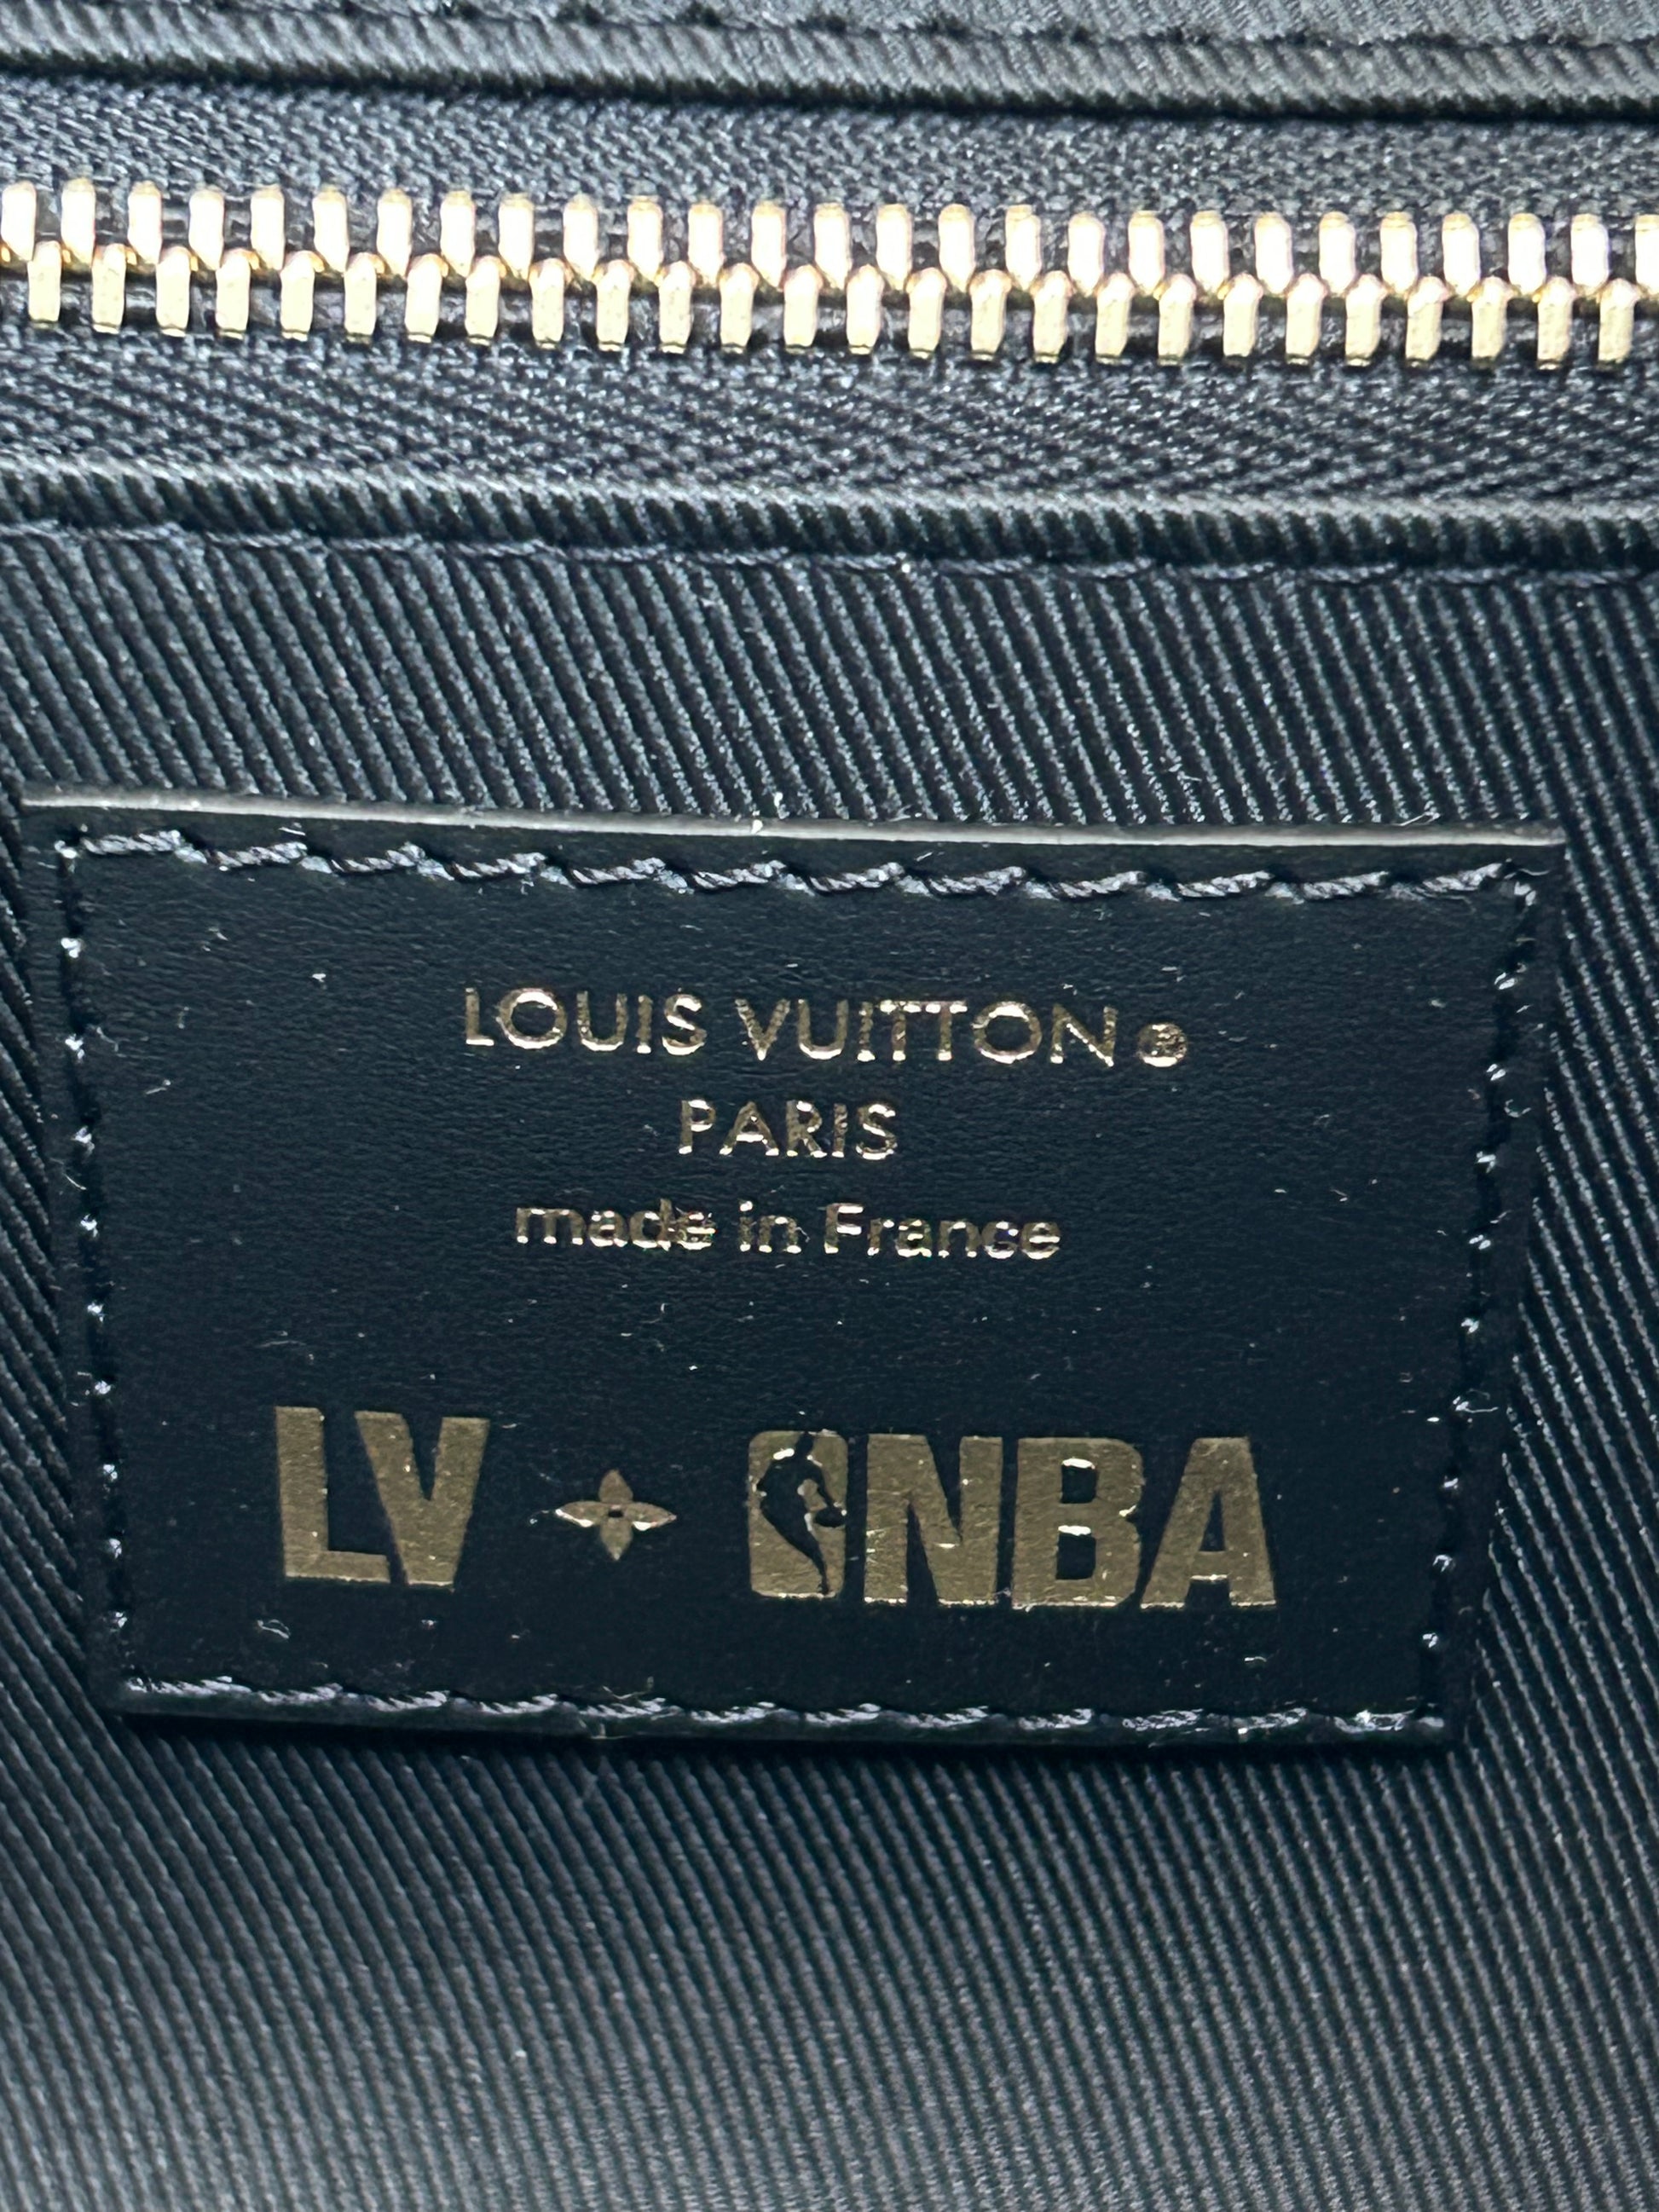 LOUIS VUITTON®
PARIS
made in France
LV NBA